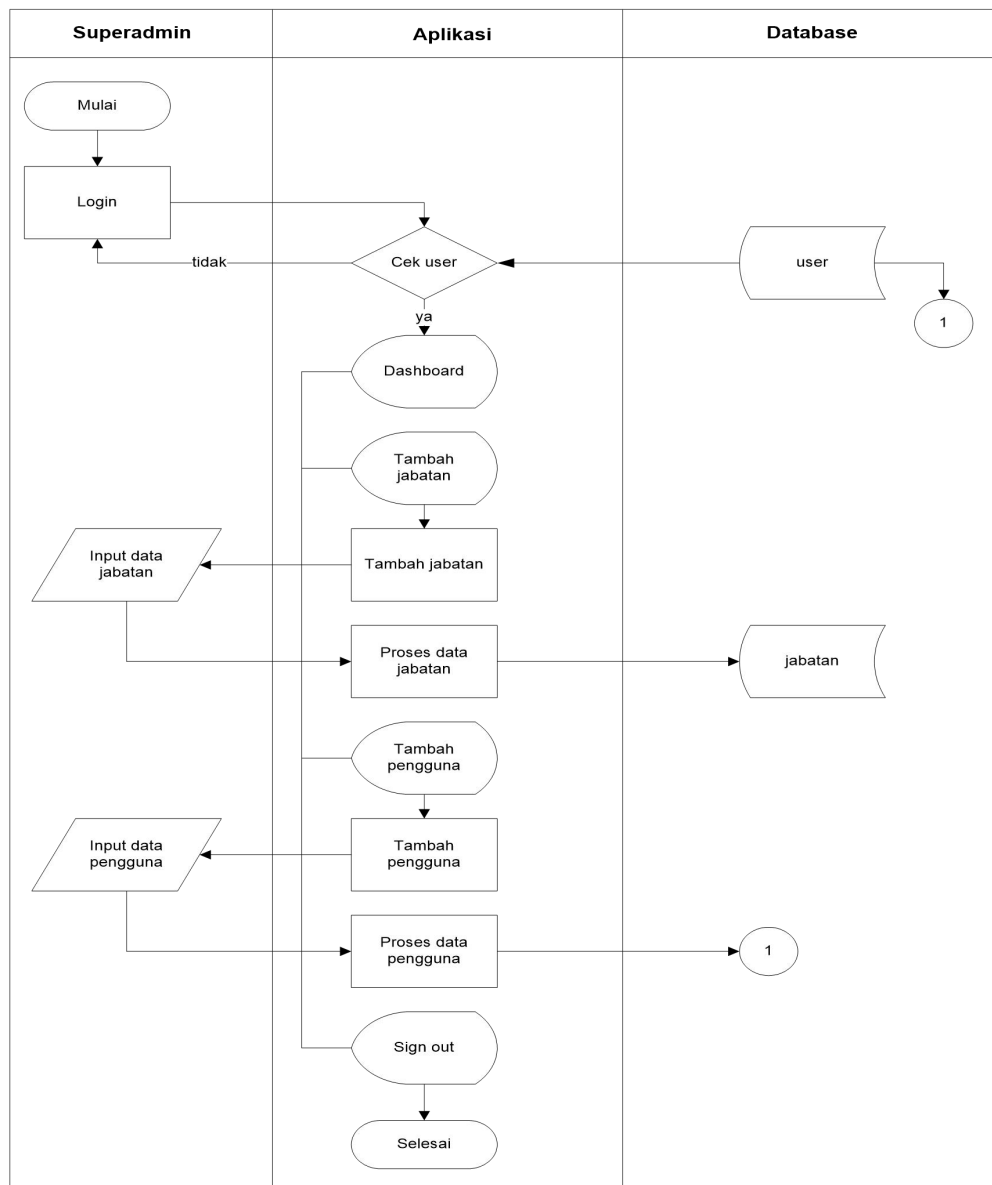 Superadmin
Aplikasi
Database
Mulai
Login
tidak
Cek user
user
1
ya
Dashboard
Tambah
jabatan
Input data
jabatan
Tambah jabatan
Proses data
jabatan
jabatan
Tambah
pengguna
Input data
pengguna
Tambah
pengguna
Proses data
pengguna
1
Sign out
Selesai